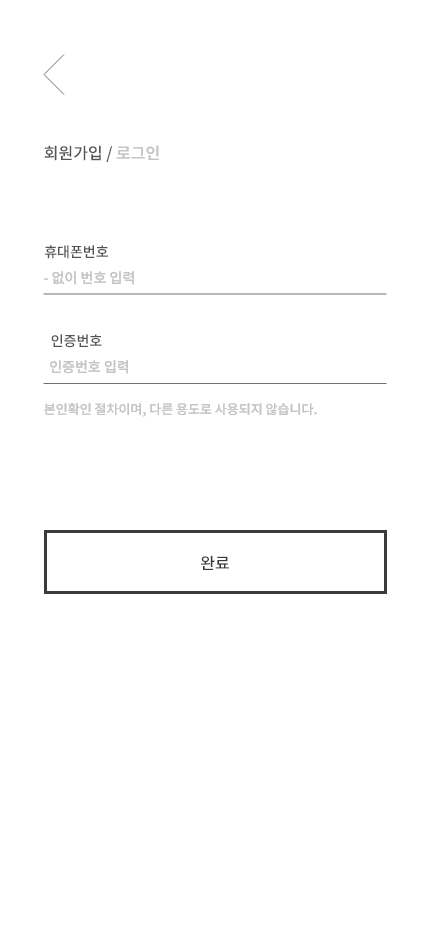 회원가입 / 로그인
휴대폰번호
- 없이 번호 입력
인증번호
인증번호 입력
본인확인 절차이며, 다른 용도로 사용되지 않습니다.
완료